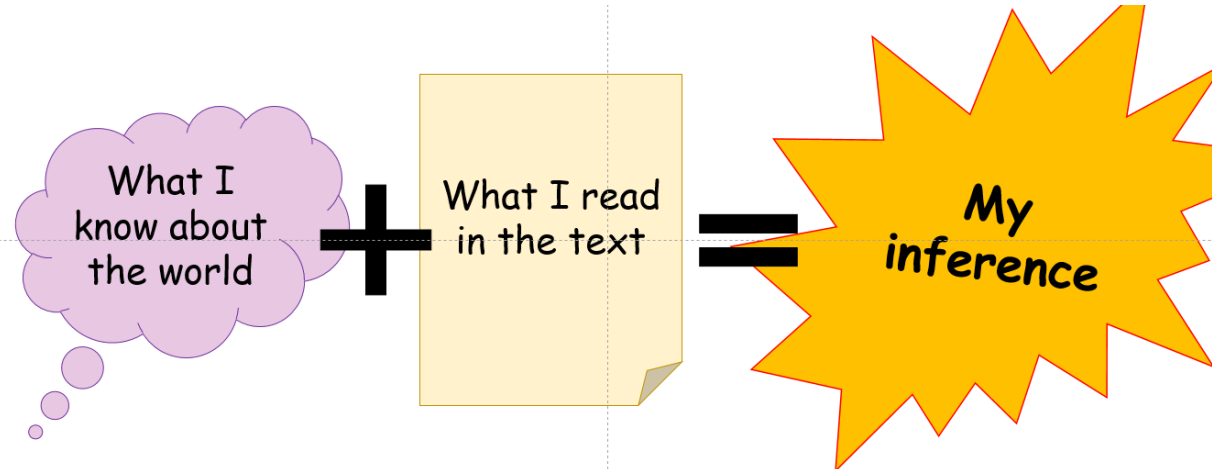 What I
know about
the world
+
What I read
in the text
=
My
inference